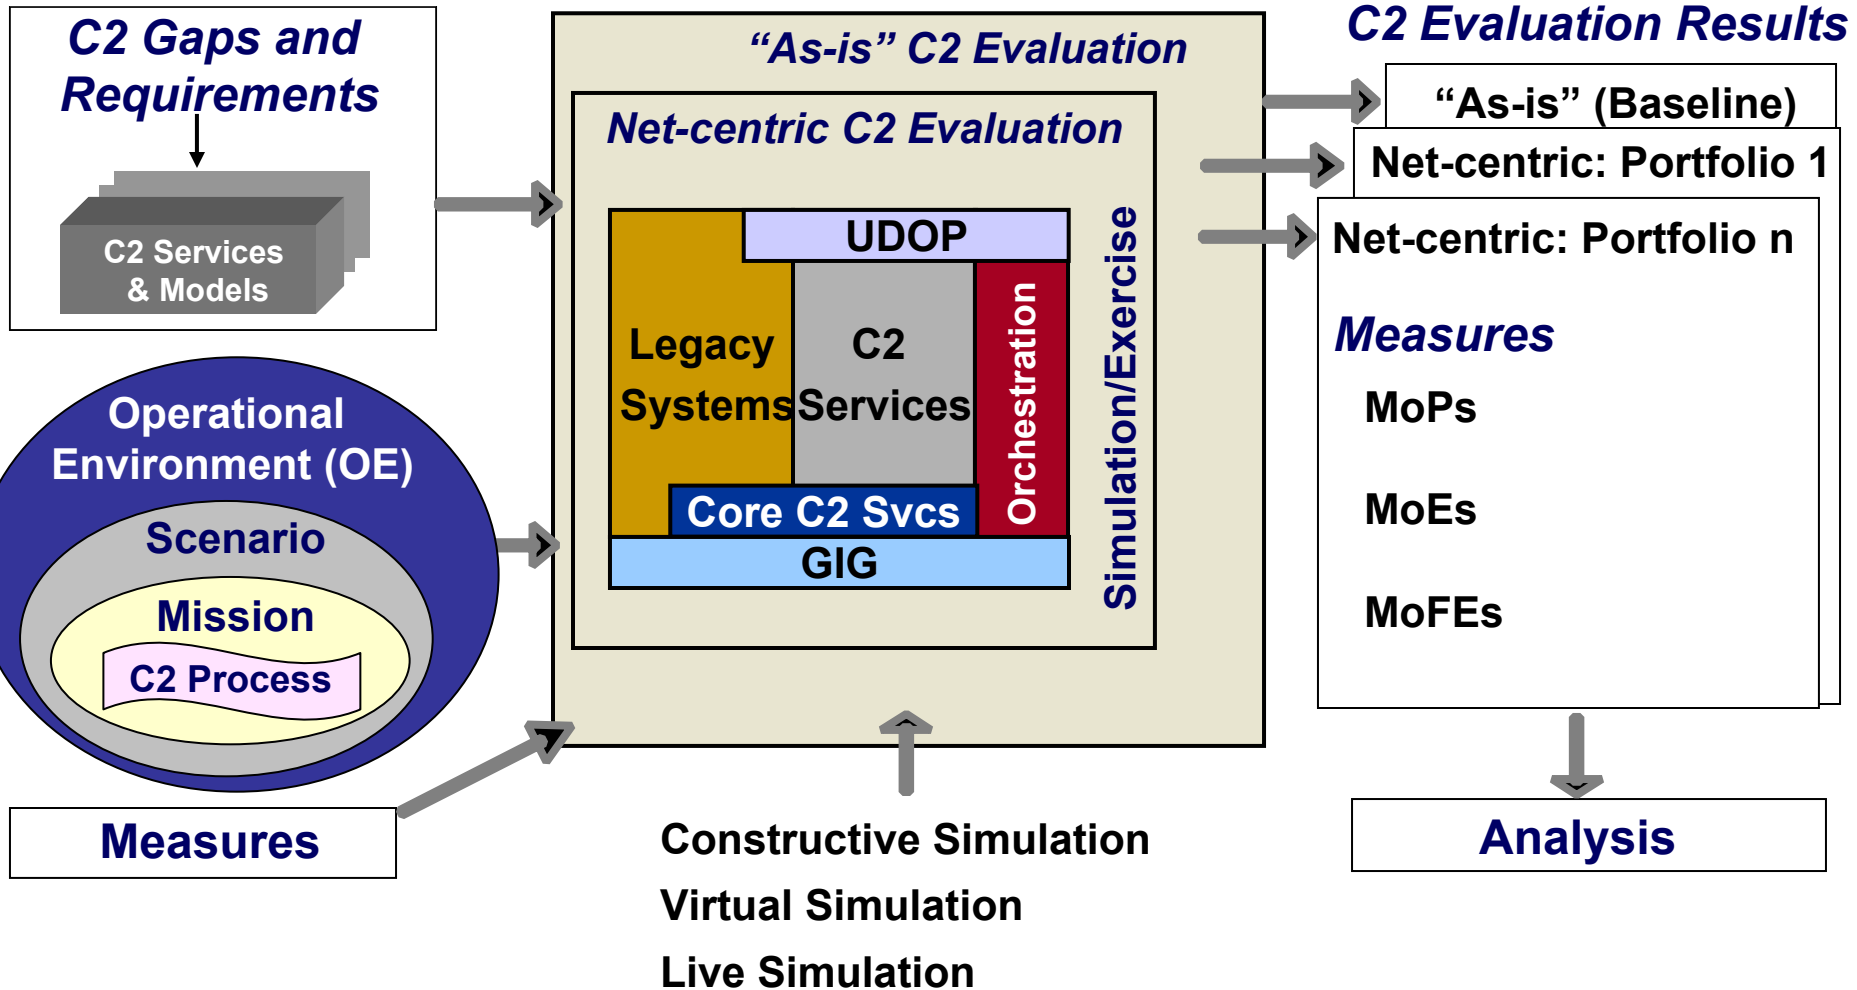 C2 Gaps and
Requirements
C2 Services
& Models
Operational
Environment (OE)
Scenario
Mission
C2 Process
Measures
“As-is” C2 Evaluation
Net-centric C2 Evaluation
UDOP
Legacy
Systems
C2
Services
Orchestration
Core C2 Svcs
GIG
Simulation/Exercise
Constructive Simulation
Virtual Simulation
Live Simulation
C2 Evaluation Results
“As-is” (Baseline)
Net-centric: Portfolio 1
Net-centric: Portfolio n
Measures
MoPs
MoEs
MoFEs
Analysis